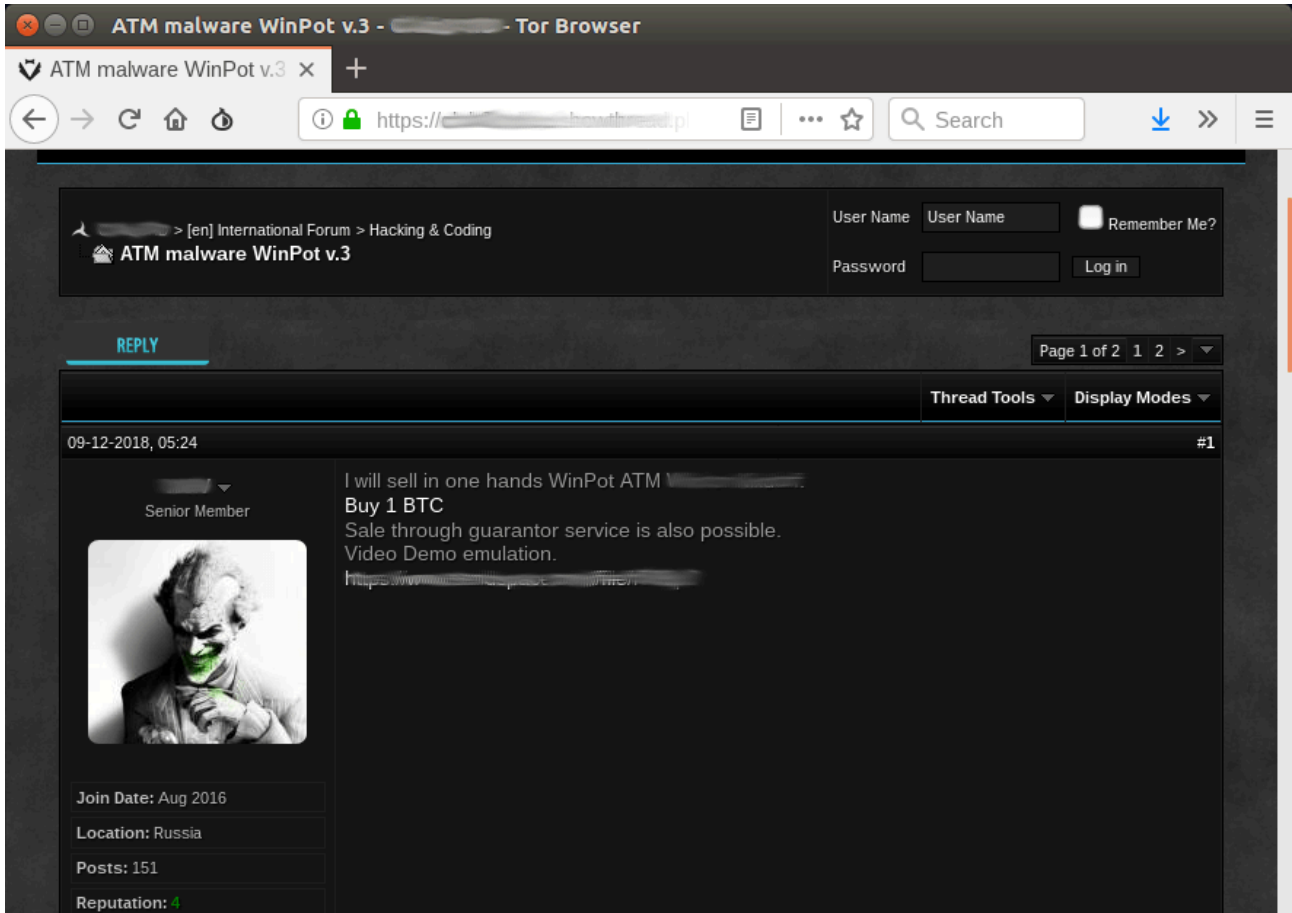 ATM malware WinPot v.3 - - Tor Browser
ATM malware WinPot v.3
https://
Search
> [en] International Forum > Hacking & Coding
ATM malware WinPot v.3
User Name
User Name
Remember Me?
Password
Log in
REPLY
Page 1 of 2 1 2 >
Thread Tools
Display Modes
09-12-2018, 05:24
#1
Senior Member
I will sell in one hands WinPot ATM
Buy 1 BTC
Sale through guarantor service is also possible.
Video Demo emulation.
Join Date: Aug 2016
Location: Russia
Posts: 151
Reputation: 4